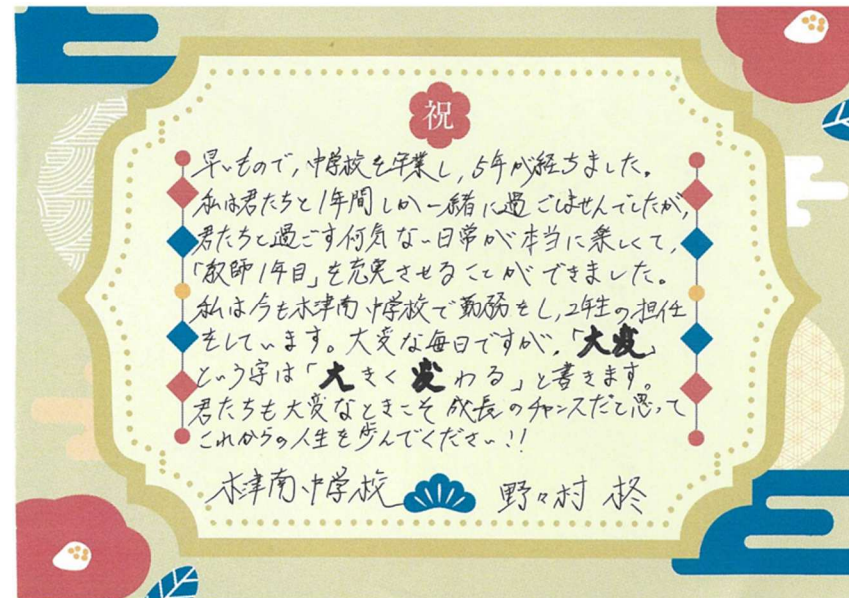 祝
早いもので、中学校を卒業し、5年が経ちました。
私は君たちと1年間しか一緒に過ごしませんでしたが、
君たちと過ごす何気ない日常が本当に楽しくて、
「教師1年目」を充実させることができました。
私は今も木津南中学校で勤務をし、2年生の担任
をしています。大変な毎日ですが、「大変」
という字は「大きく変わる」と書きます。
君たちも大変なときこそ成長のチャンスだと思って
これからの人生を歩んでください!!
木津南中学校 野々村 柊